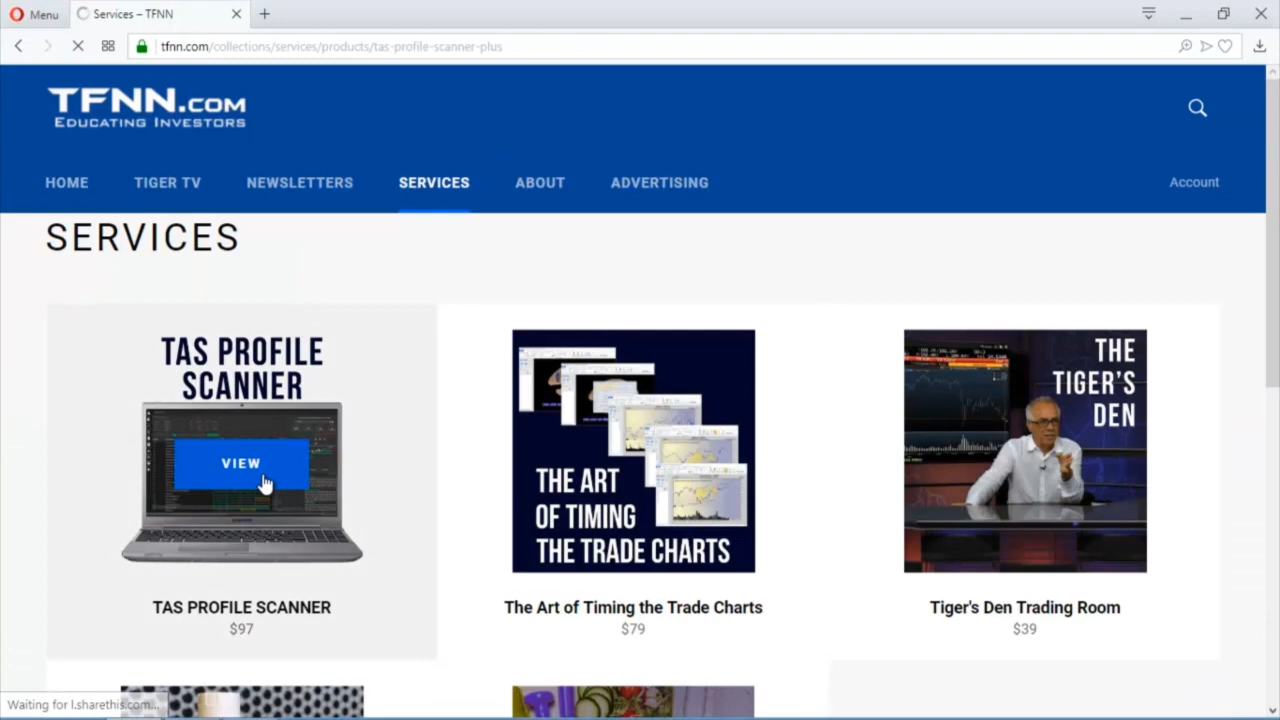 Menu
Services – TFNN
tfnn.com/collections/services/products/tas-profile-scanner-plus
TFNN.COM
EDUCATING INVESTORS
HOME
TIGER TV
NEWSLETTERS
SERVICES
ABOUT
ADVERTISING
Account
SERVICES
TAS PROFILE
SCANNER
VIEW
TAS PROFILE SCANNER
$97
THE ART
OF TIMING
THE TRADE CHARTS
The Art of Timing the Trade Charts
$79
THE
TIGER'S
DEN
Tiger's Den Trading Room
$39
Waiting for l.sharethis.com...